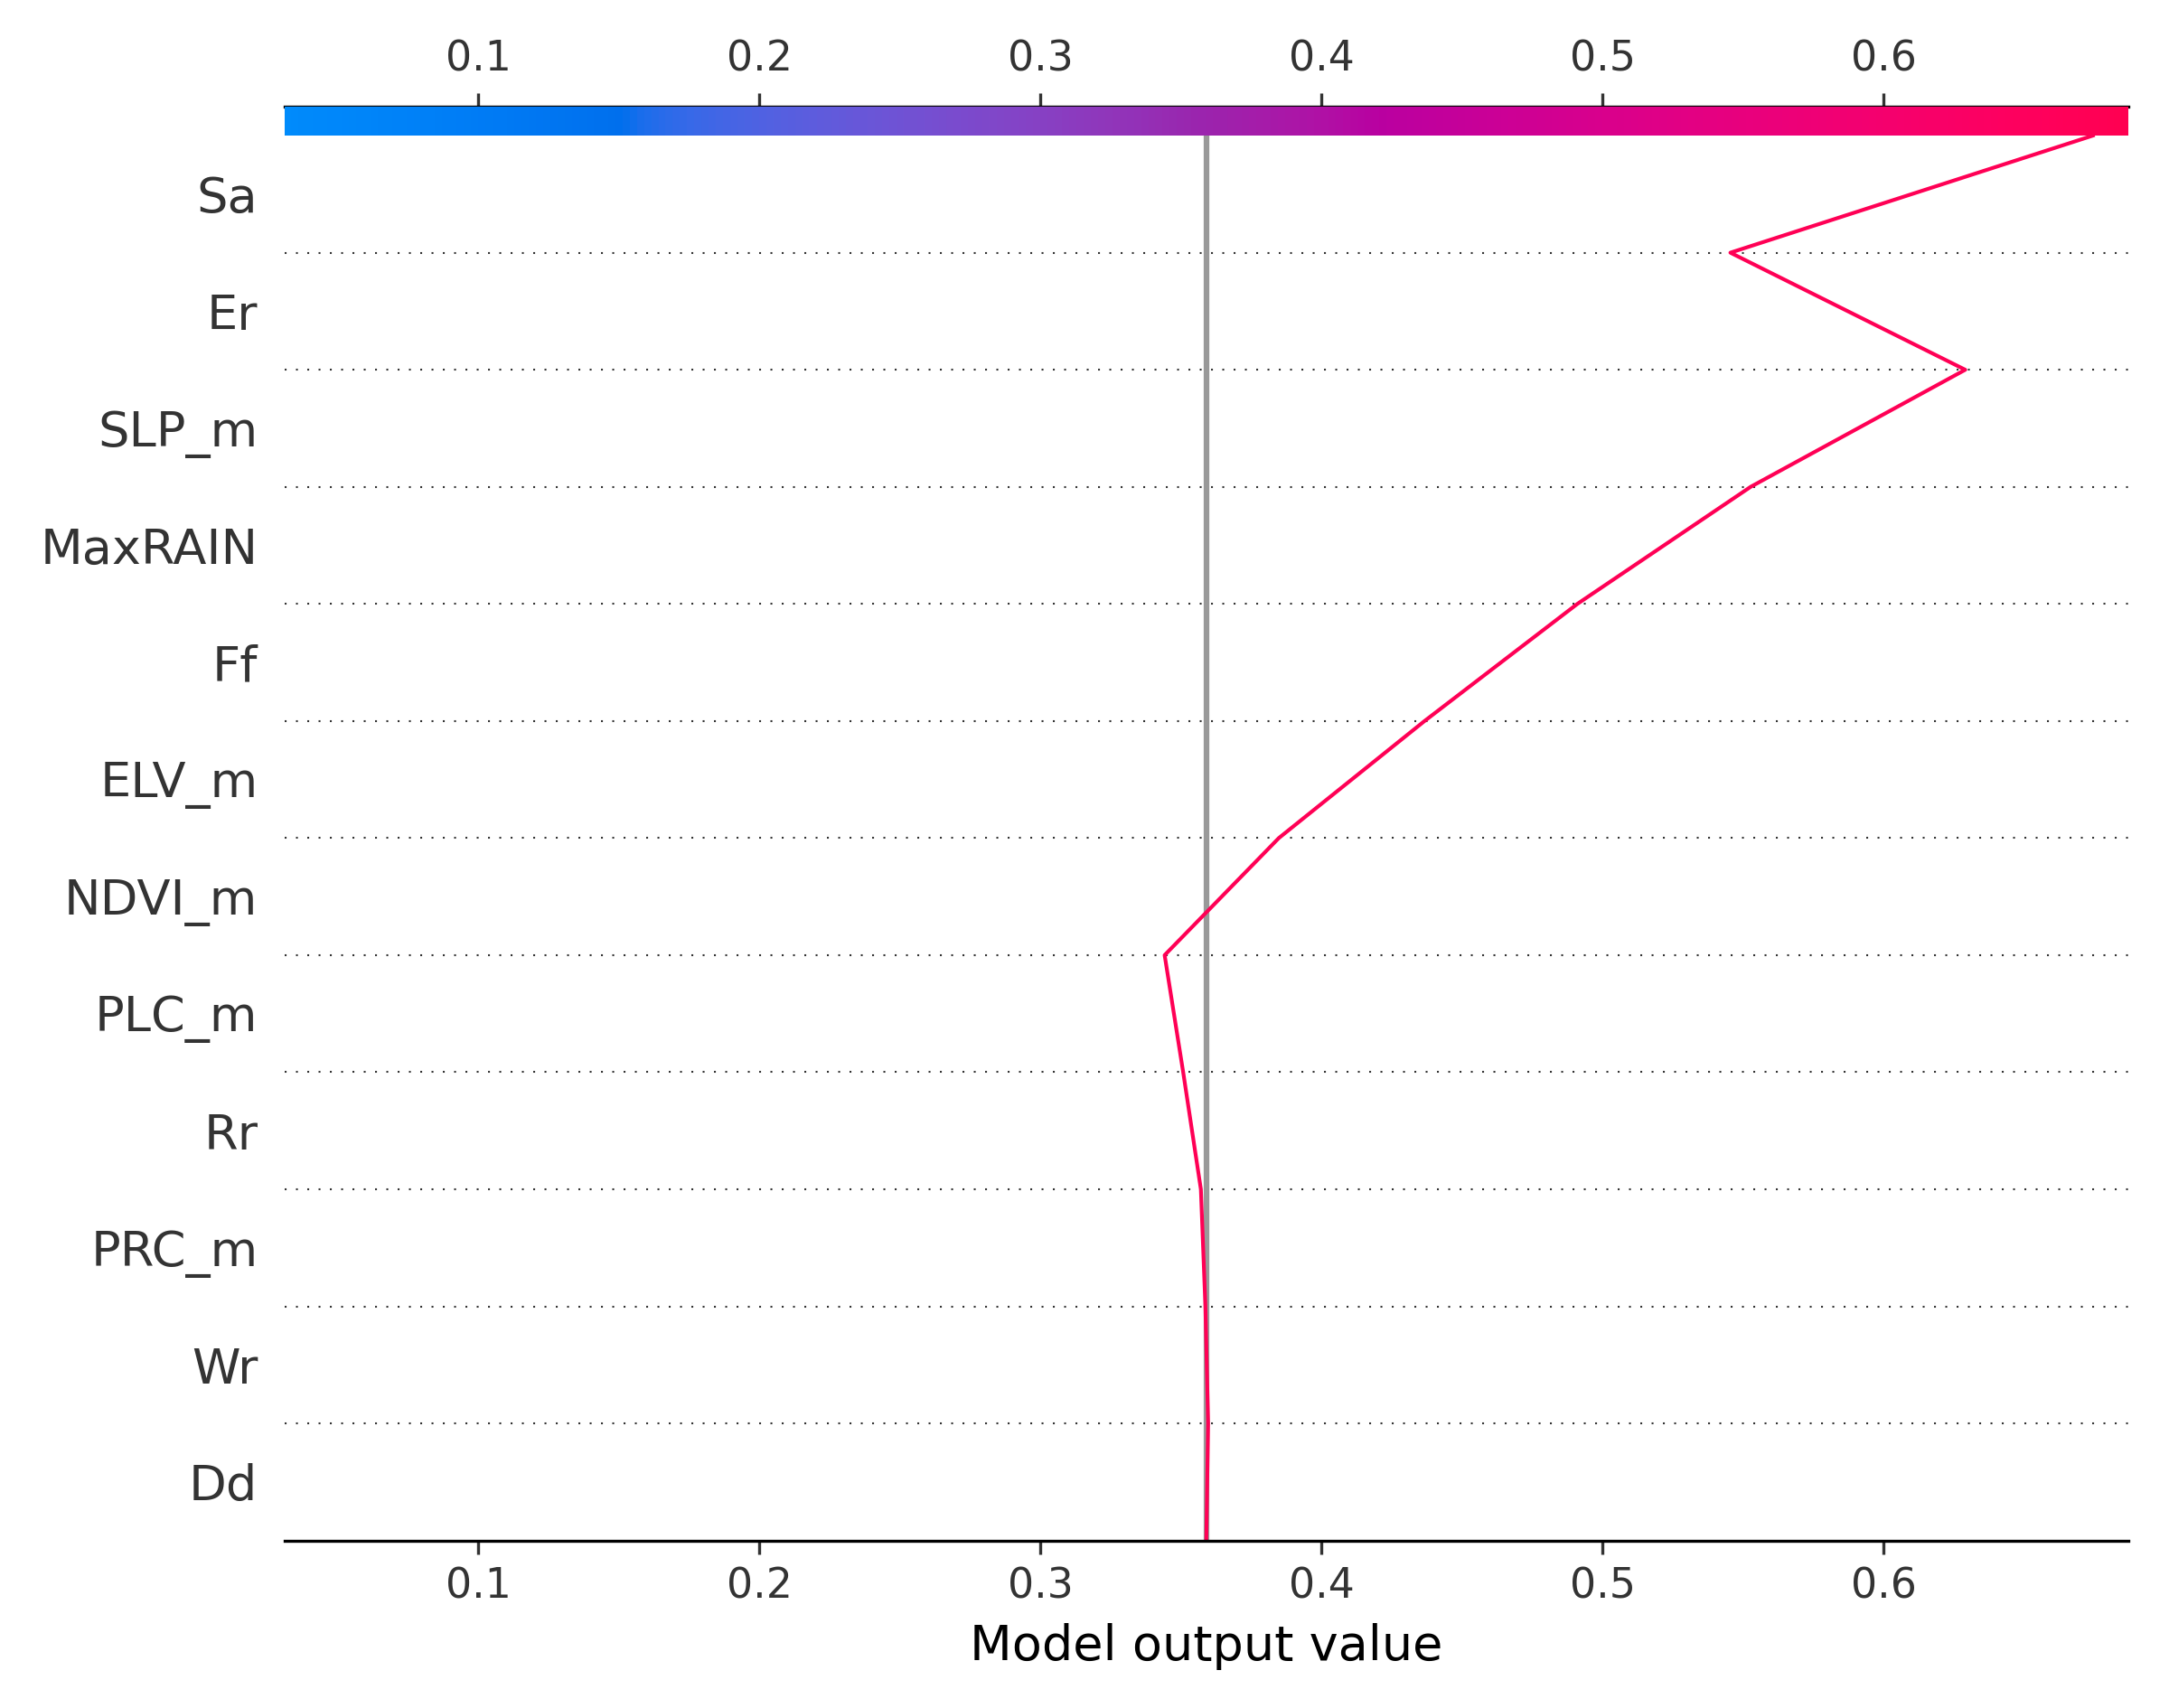 0.1 0.2 0.3 0.4 0.5 0.6
Sa
Er
SLP_m
MaxRAIN
Ff
ELV_m
NDVI_m
PLC_m
Rr
PRC_m
Wr
Dd
0.1 0.2 0.3 0.4 0.5 0.6
Model output value